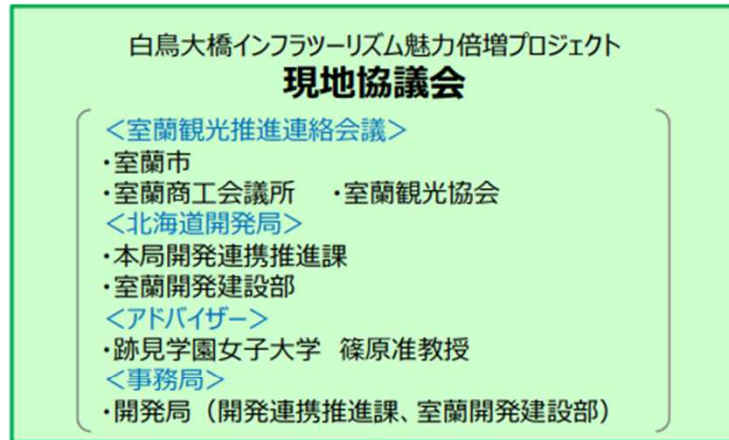 白鳥大橋インフラツーリズム魅力倍増プロジェクト
現地協議会
＜室蘭観光推進連絡会議＞
・室蘭市
・室蘭商工会議所　・室蘭観光協会
＜北海道開発局＞
・本局開発連携推進課
・室蘭開発建設部
＜アドバイザー＞
・跡見学園女子大学　篠原准教授
＜事務局＞
・開発局（開発連携推進課、室蘭開発建設部）